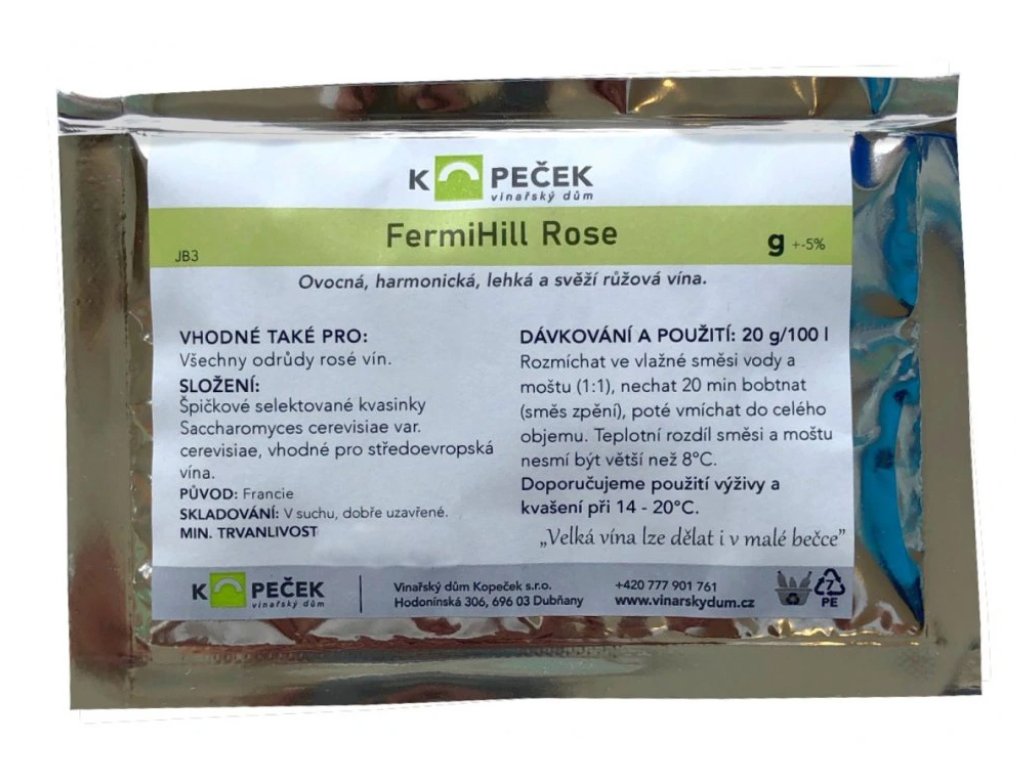 K PEČEK
vinařský dům
FermiHill Rose
JB3
g +-5%
Ovocná, harmonická, lehká a svěží růžová vína.
VHODNÉ TAKÉ PRO:
Všechny odrůdy rosé vín.
SLOŽENÍ:
Špičkové selektované kvasinky
Saccharomyces cerevisiae var.
cerevisiae, vhodné pro středoevropská
vína.
PŮVOD: Francie
SKLADOVÁNÍ: V suchu, dobře uzavřené.
MIN. TRVANLIVOST
DÁVKOVÁNÍ A POUŽITÍ: 20 g/100 l
Rozmíchat ve vlažné směsi vody a
moštu (1:1), nechat 20 min bobtnat
(směs zpění), poté vmíchat do celého
objemu. Teplotní rozdíl směsi a moštu
nesmí být větší než 8°C.
Doporučujeme použití výživy a
kvašení při 14 - 20°C.
„Velká vína lze dělat i v malé bečce”
K PEČEK
vinařský dům
Vinařský dům Kopeček s.r.o.
Hodonínská 306, 696 03 Dubňany
+420 777 901 761
www.vinarskydum.cz
7
PE